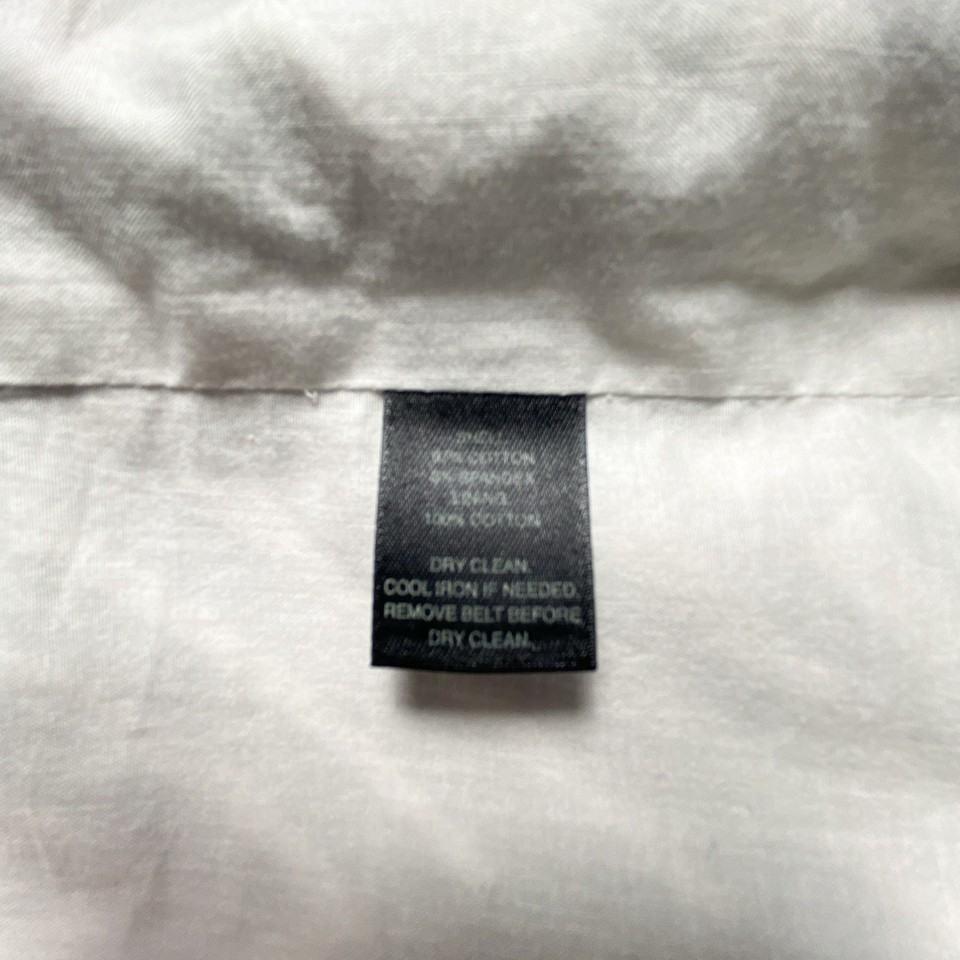 SHELL
97% COTTON
3% SPANDEX
LINING
100% COTTON
DRY CLEAN.
COOL IRON IF NEEDED.
REMOVE BELT BEFORE
DRY CLEAN.